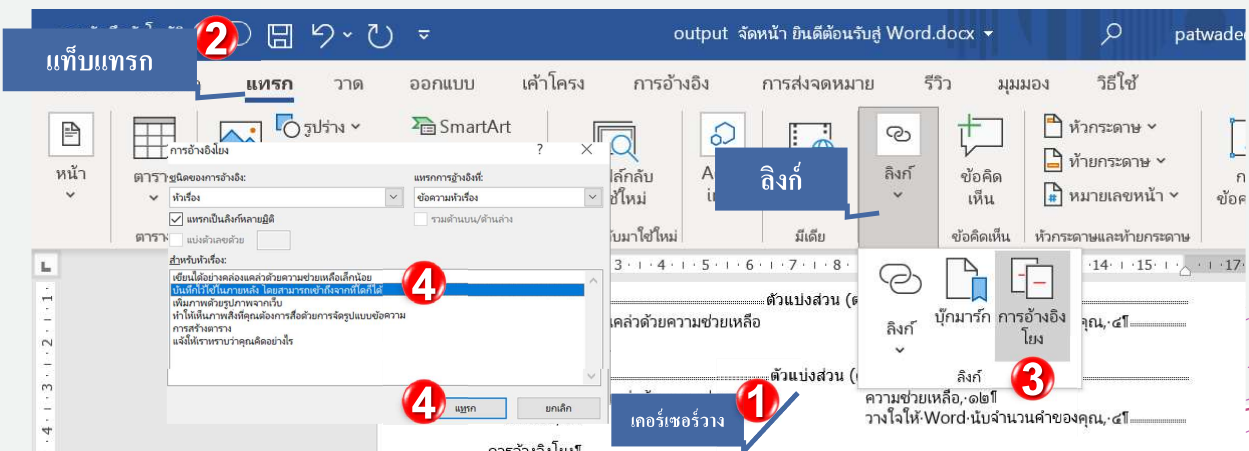 2
output จัดหน้า ยินดีต้อนรับสู่ Word.docx
แท็บแทรก
แทรก วาด ออกแบบ เค้าโครง การอ้างอิง การส่งจดหมาย รีวิว มุมมอง วิธีใช้
หน้า
รูปร่าง
SmartArt
ลิงก์
ลิงก์
ข้อคิด
เห็น
หัวกระดาษ
ท้ายกระดาษ
หมายเลขหน้า
มีเดีย
ข้อคิดเห็น
หัวกระดาษและท้ายกระดาษ
การอ้างอิงโยง
? ×
ชนิดของการอ้างอิง:
แทรกการอ้างอิงที่:
หัวเรื่อง
ข้อความหัวเรื่อง
แทรกเป็นลิงก์หลายมิติ
รวมด้านบน/ด้านล่าง
แบ่งตัวเลขด้วย
สำหรับหัวเรื่อง:
เขียนได้อย่างคล่องแคล่วด้วยความช่วยเหลือเล็กน้อย
บันทึกไว้ใช้ในภายหลัง โดยสามารถเข้าถึงจากที่ใดก็ได้
เพิ่มภาพด้วยรูปภาพจากเว็บ
ทำให้เห็นภาพสิ่งที่คุณต้องการสื่อด้วยการจัดรูปแบบข้อความ
การสร้างตาราง
แจ้งให้เราทราบว่าคุณคิดอย่างไร
4
4
แทรก
ยกเลิก
3 · 4 · 5 · 6 · 7 · 8
·14· ·15· ·17·
ตัวแบ่งส่วน
คล่วด้วยความช่วยเหลือ
คุณ,·๔¶
ตัวแบ่งส่วน
ลิงก์
บุ๊กมาร์ก
การอ้างอิง
โยง
ลิงก์
3
ความช่วยเหลือ,·๑๒¶
วางใจให้·Word·นับจำนวนคำของคุณ,·๔¶
เคอร์เซอร์วาง
1